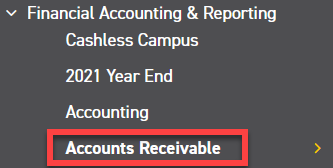 Financial Accounting & Reporting
Cashless Campus
2021 Year End
Accounting
Accounts Receivable